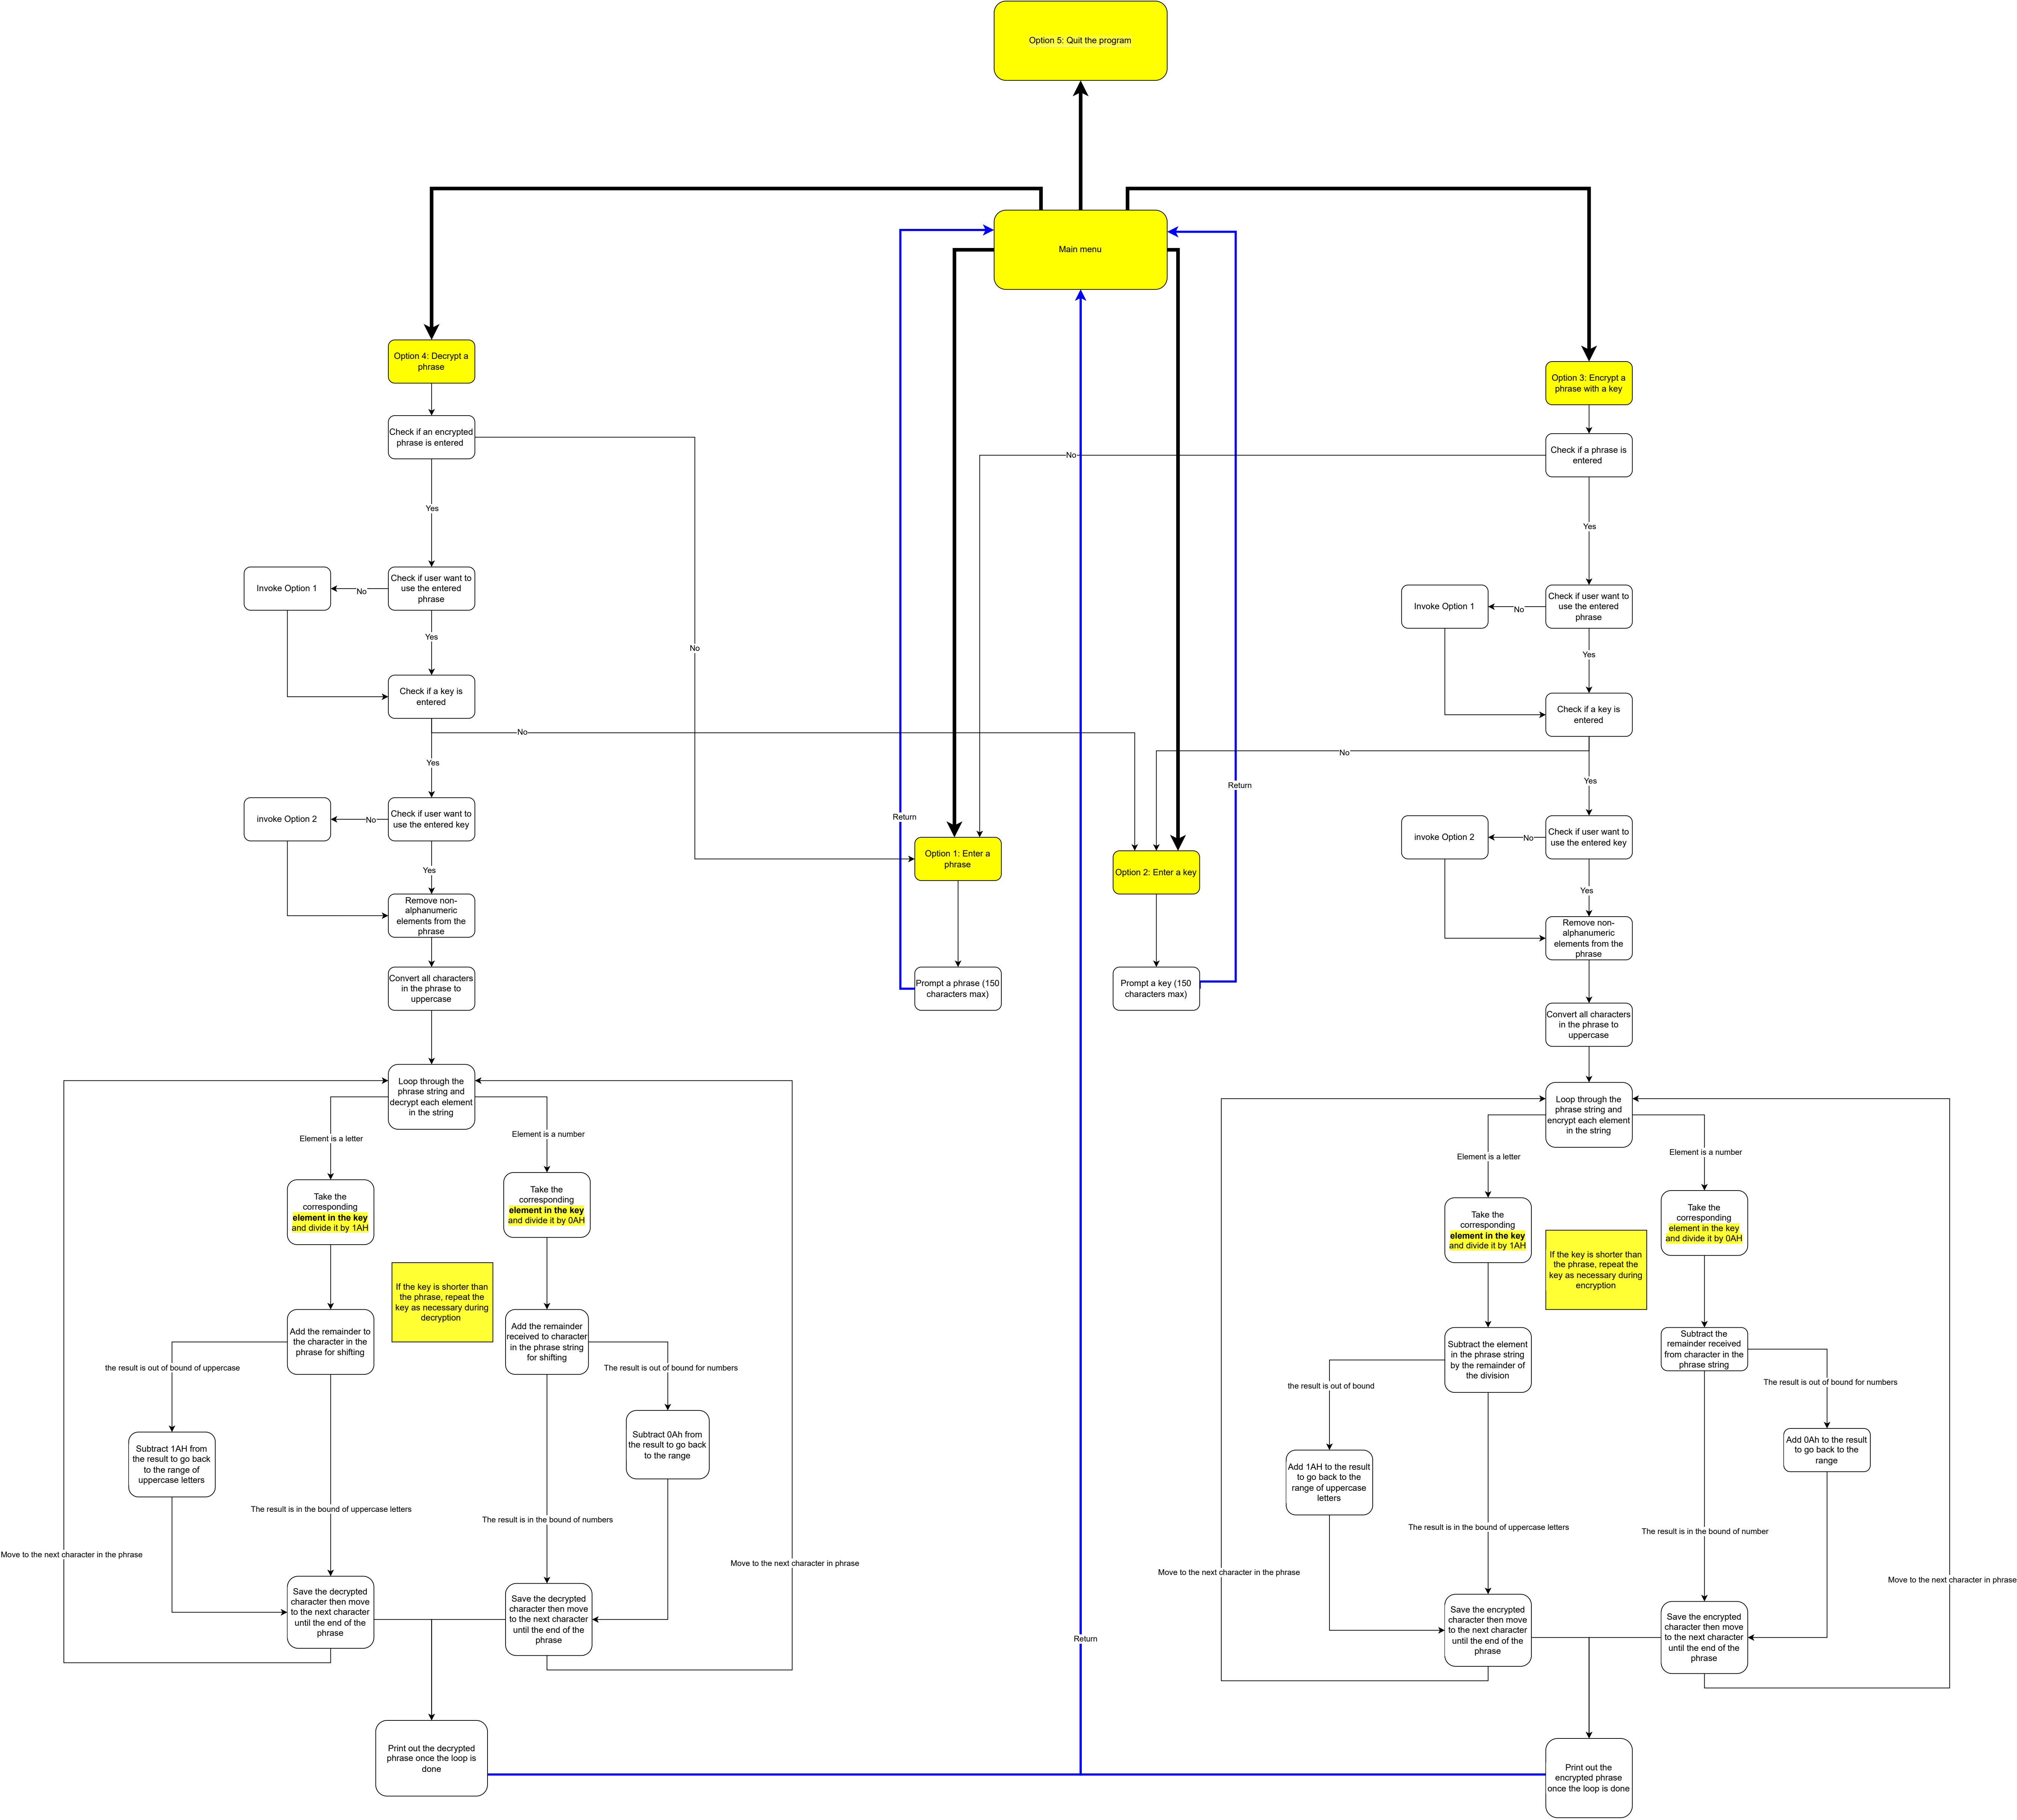 Option 5: Quit the program
Main menu
Option 4: Decrypt a
phrase
Check if an encrypted
phrase is entered
Yes
No
Check if user want to
use the entered
phrase
No
Invoke Option 1
Yes
Check if a key is
entered
No
Yes
Check if user want to
use the entered key
No
invoke Option 2
Yes
Remove non-
alphanumeric
elements from the
phrase
Convert all characters
in the phrase to
uppercase
Loop through the
phrase string and
decrypt each element
in the string
Element is a letter
Element is a number
Take the
corresponding
element in the key
and divide it by 1AH
Take the
corresponding
element in the key
and divide it by 0AH
If the key is shorter than
the phrase, repeat the
key as necessary during
decryption
Add the remainder to
the character in the
phrase for shifting
Add the remainder
received to character
in the phrase string
for shifting
the result is out of bound of uppercase
The result is out of bound for numbers
Subtract 1AH from
the result to go back
to the range of
uppercase letters
Subtract 0Ah from
the result to go back
to the range
The result is in the bound of uppercase letters
The result is in the bound of numbers
Move to the next character in the phrase
Move to the next character in phrase
Save the decrypted
character then move
to the next character
until the end of the
phrase
Save the decrypted
character then move
to the next character
until the end of the
phrase
Print out the decrypted
phrase once the loop is
done
Return
Option 1: Enter a
phrase
Prompt a phrase (150
characters max)
Return
Option 2: Enter a key
Prompt a key (150
characters max)
Return
Option 3: Encrypt a
phrase with a key
Check if a phrase is
entered
No
Yes
Check if user want to
use the entered
phrase
No
Invoke Option 1
Yes
Check if a key is
entered
No
Yes
Check if user want to
use the entered key
No
invoke Option 2
Yes
Remove non-
alphanumeric
elements from the
phrase
Convert all characters
in the phrase to
uppercase
Loop through the
phrase string and
encrypt each element
in the string
Element is a letter
Element is a number
Take the
corresponding
element in the key
and divide it by 1AH
Take the
corresponding
element in the key
and divide it by 0AH
If the key is shorter than
the phrase, repeat the
key as necessary during
encryption
Subtract the element
in the phrase string
by the remainder of
the division
Subtract the
remainder received
from character in the
phrase string
the result is out of bound
The result is out of bound for numbers
Add 1AH to the result
to go back to the
range of uppercase
letters
Add 0Ah to the result
to go back to the
range
The result is in the bound of uppercase letters
The result is in the bound of number
Move to the next character in the phrase
Move to the next character in phrase
Save the encrypted
character then move
to the next character
until the end of the
phrase
Save the encrypted
character then move
to the next character
until the end of the
phrase
Print out the
encrypted phrase
once the loop is done